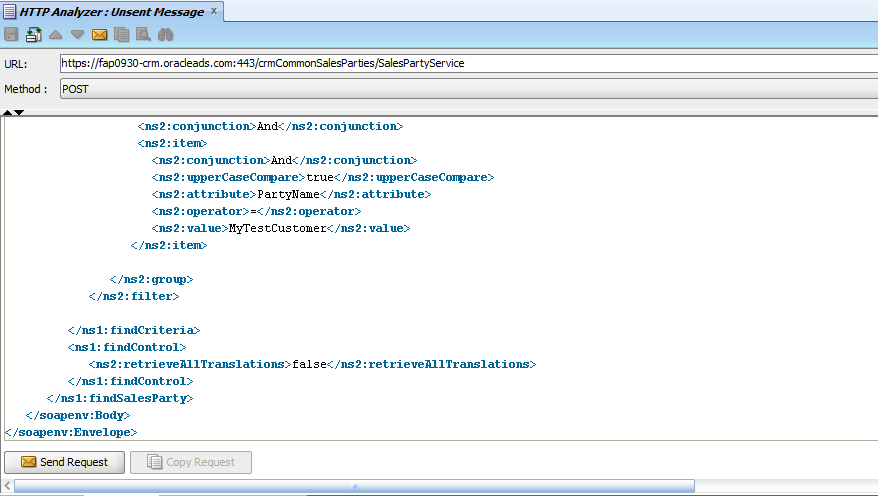 HTTP Analyzer : Unsent Message x
URL: https://fap0930-crm.oracleads.com:443/crmCommonSalesParties/SalesPartyService
Method : POST
<ns2:conjunction>And</ns2:conjunction>
<ns2:item>
<ns2:conjunction>And</ns2:conjunction>
<ns2:upperCaseCompare>true</ns2:upperCaseCompare>
<ns2:attribute>PartyName</ns2:attribute>
<ns2:operator>=</ns2:operator>
<ns2:value>MyTestCustomer</ns2:value>
</ns2:item>
</ns2:group>
</ns2:filter>
</ns1:findCriteria>
<ns1:findControl>
<ns2:retrieveAllTranslations>false</ns2:retrieveAllTranslations>
</ns1:findControl>
</ns1:findSalesParty>
</soapenv:Body>
</soapenv:Envelope>
Send Request Copy Request